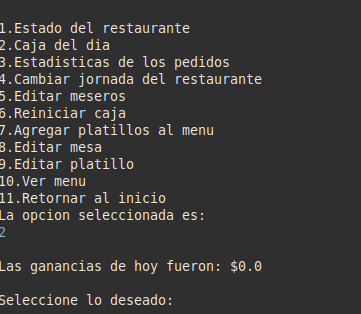 1.Estado del restaurante
2.Caja del dia
3.Estadisticas de los pedidos
4.Cambiar jornada del restaurante
5.Editar meseros
6.Reiniciar caja
7.Agregar platillos al menu
8.Editar mesa
9.Editar platillo
10.Ver menu
11.Retornar al inicio
La opcion seleccionada es:
2
Las ganancias de hoy fueron: $0.0
Seleccione lo deseado: